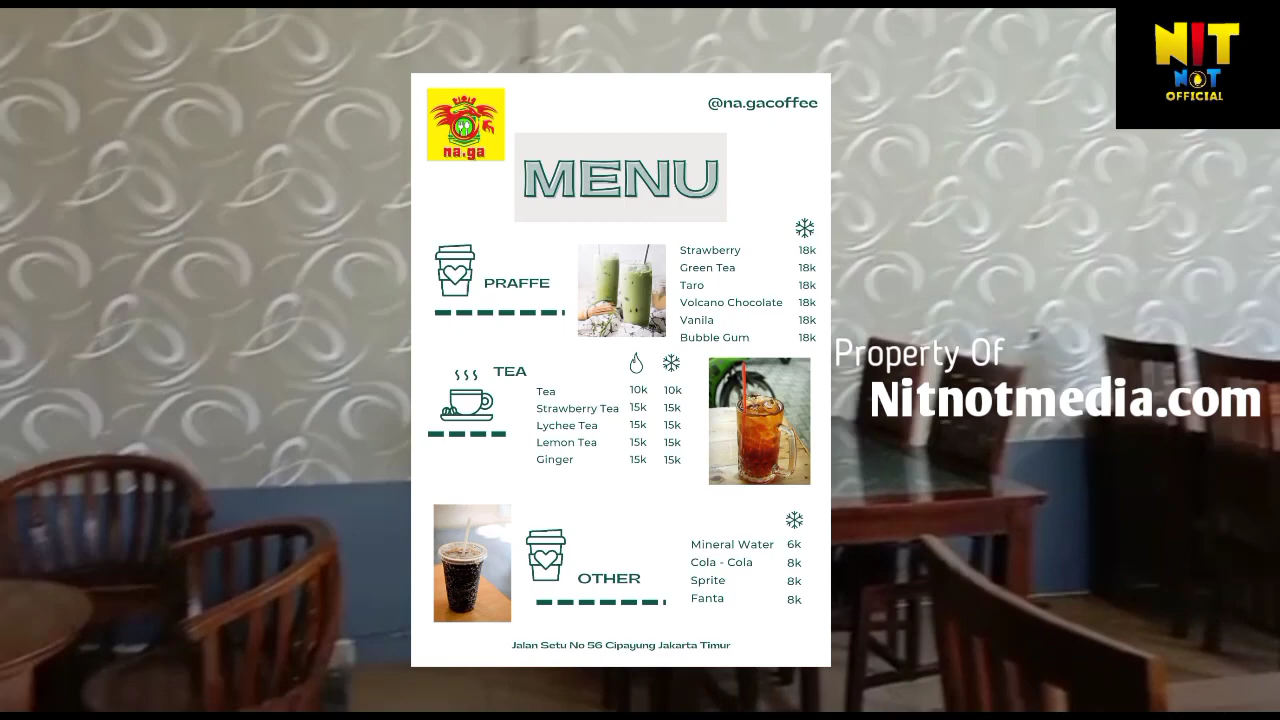 NIT
NOT
OFFICIAL
na.ga
@na.gacoffee
MENU
PRAFFE
Strawberry 18k
Green Tea 18k
Taro 18k
Volcano Chocolate 18k
Vanila 18k
Bubble Gum 18k
TEA
Tea 10k 10k
Strawberry Tea 15k 15k
Lychee Tea 15k 15k
Lemon Tea 15k 15k
Ginger 15k 15k
Property Of
Nitnotmedia.com
OTHER
Mineral Water 6k
Cola - Cola 8k
Sprite 8k
Fanta 8k
Jalan Setu No 56 Cipayung Jakarta Timur